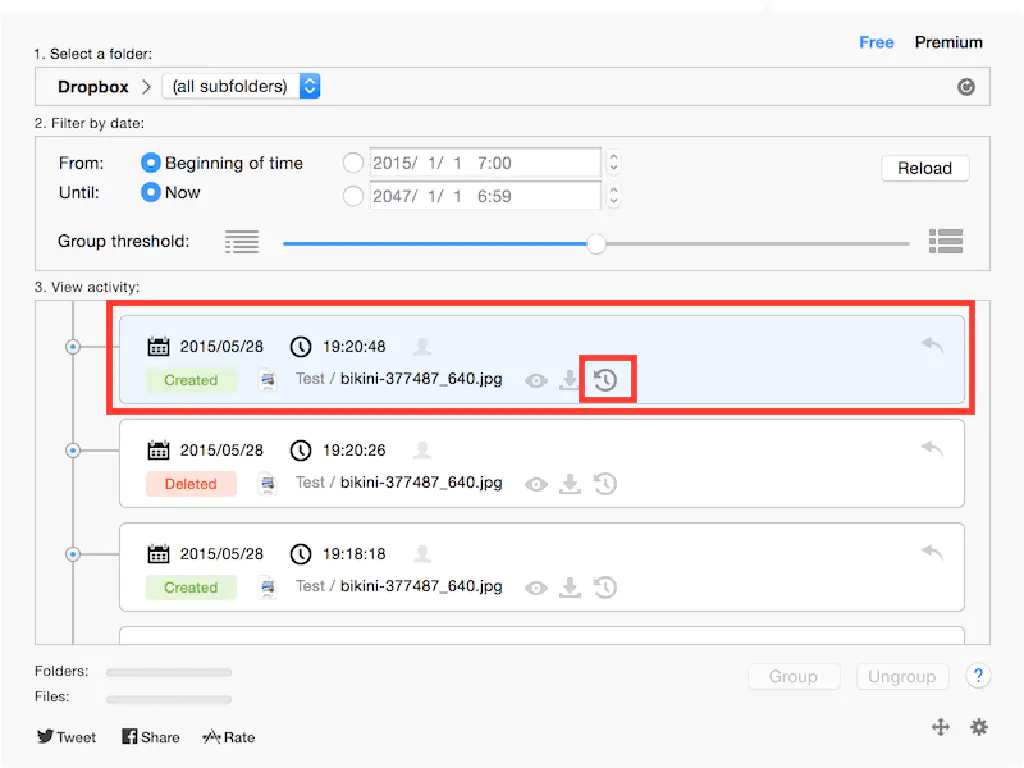 Free Premium
1. Select a folder:
Dropbox (all subfolders)
2. Filter by date:
From: Beginning of time 2015/ 1/ 1 7:00
Reload
Until: Now 2047/ 1/ 1 6:59
Group threshold:
3. View activity:
2015/05/28 19:20:48
Created Test / bikini-377487_640.jpg
2015/05/28 19:20:26
Deleted Test / bikini-377487_640.jpg
2015/05/28 19:18:18
Created Test / bikini-377487_640.jpg
Folders:
Group Ungroup ?
Files:
Tweet Share Rate